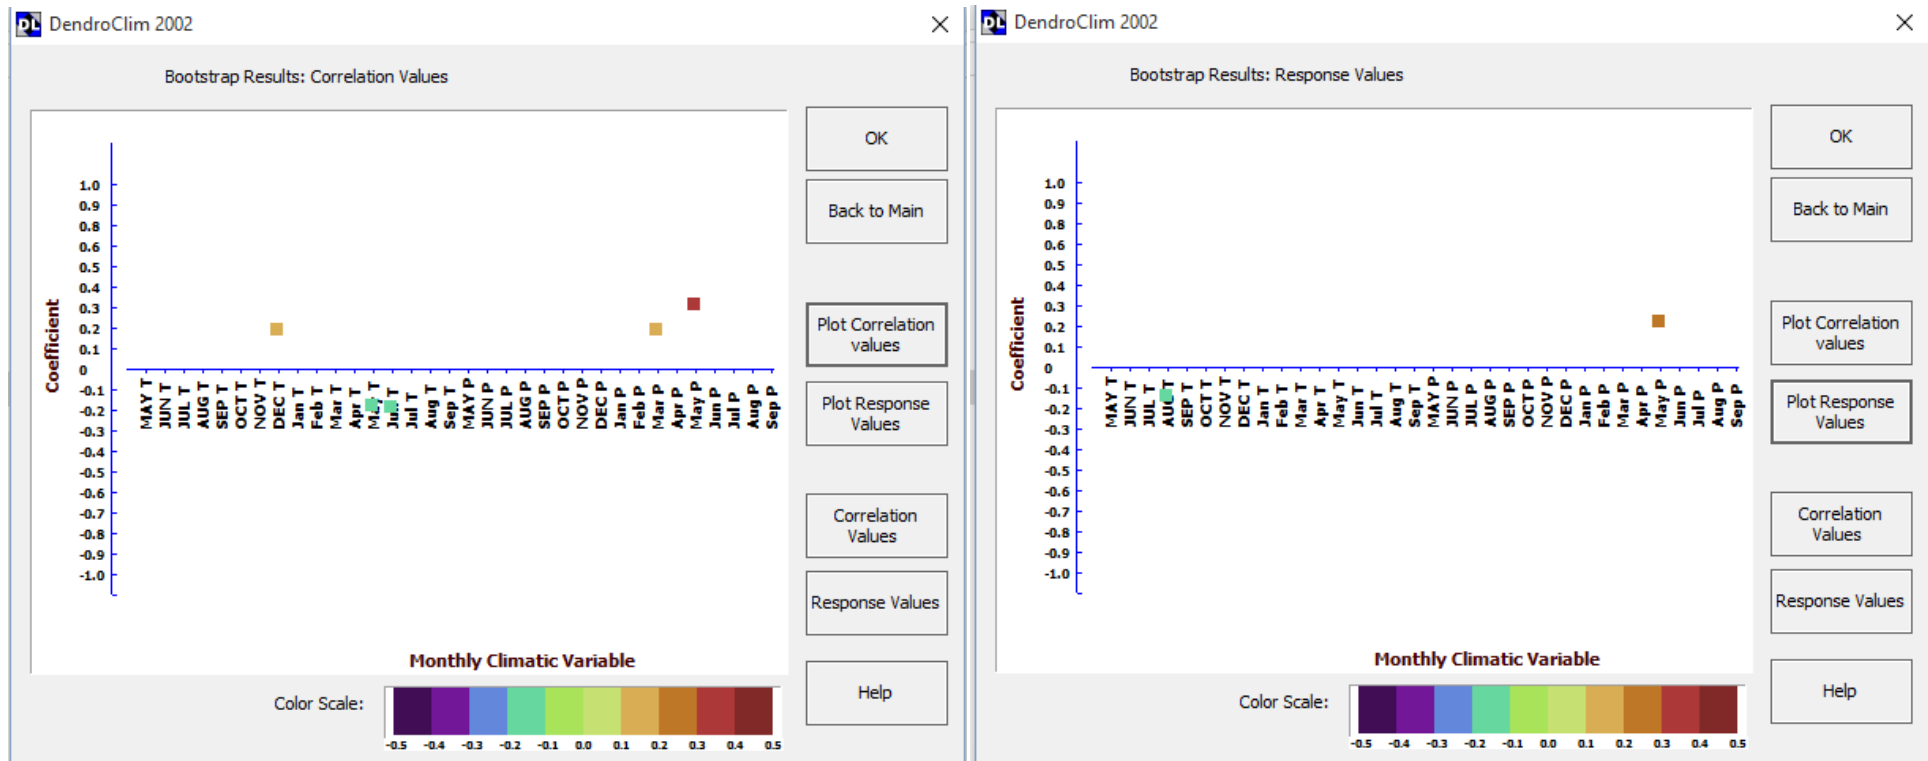 DendroClim 2002
Bootstrap Results: Correlation Values
OK
Back to Main
Plot Correlation
values
Plot Response
Values
Correlation
Values
Response Values
Help
Coefficient
1.0
0.9
0.8
0.6
0.5
0.4
0.3
0.2
0.1
0
-0.1
-0.2
-0.3
-0.4
-0.5
-0.6
-0.7
-0.8
-0.9
-1.0
MAY T
JUN T
JUL T
AUG T
SEP T
OCT T
NOV T
DEC T
Jan T
Feb T
Mar T
Apr T
May T
Jun T
Jul T
Aug T
Sep T
MAY P
JUN P
JUL P
AUG P
SEP P
OCT P
NOV P
DEC P
Jan P
Feb P
Mar P
Apr P
May P
Jun P
Jul P
Aug P
Sep P
Monthly Climatic Variable
Color Scale:
-0.5 -0.4 -0.3 -0.2 -0.1 0.0 0.1 0.2 0.3 0.4 0.5
DendroClim 2002
Bootstrap Results: Response Values
OK
Back to Main
Plot Correlation
values
Plot Response
Values
Correlation
Values
Response Values
Help
Coefficient
1.0
0.9
0.8
0.6
0.5
0.4
0.3
0.2
0.1
0
-0.1
-0.2
-0.3
-0.4
-0.5
-0.6
-0.7
-0.8
-0.9
-1.0
MAY T
JUN T
JUL T
AUG T
SEP T
OCT T
NOV T
DEC T
Jan T
Feb T
Mar T
Apr T
May T
Jun T
Jul T
Aug T
Sep T
MAY P
JUN P
JUL P
AUG P
SEP P
OCT P
NOV P
DEC P
Jan P
Feb P
Mar P
Apr P
May P
Jun P
Jul P
Aug P
Sep P
Monthly Climatic Variable
Color Scale:
-0.5 -0.4 -0.3 -0.2 -0.1 0.0 0.1 0.2 0.3 0.4 0.5